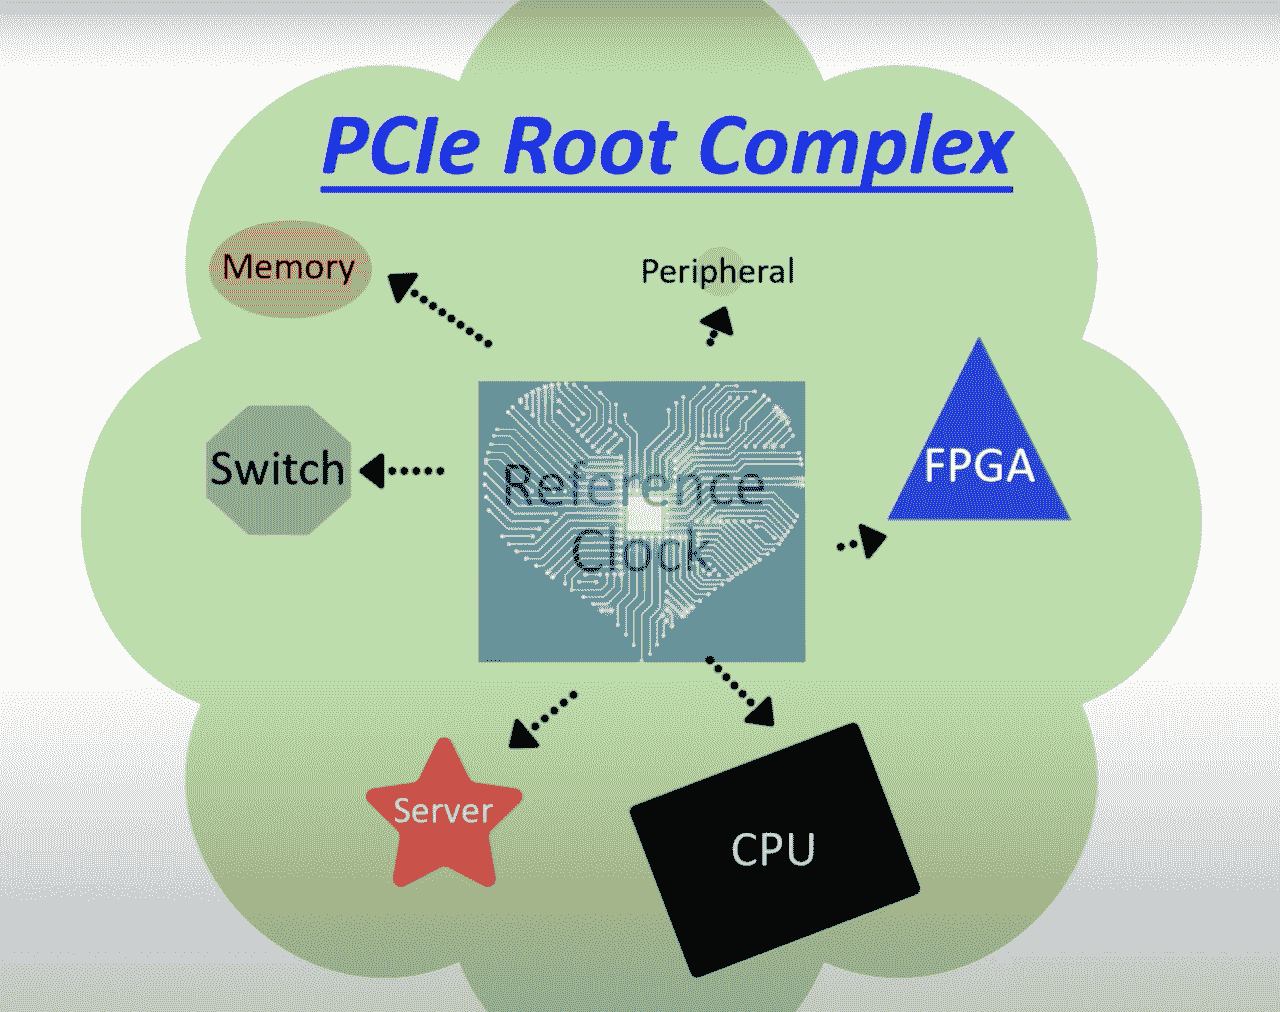 PCIe Root Complex
Memory
Peripheral
Switch
Reference
Clock
FPGA
Server
CPU